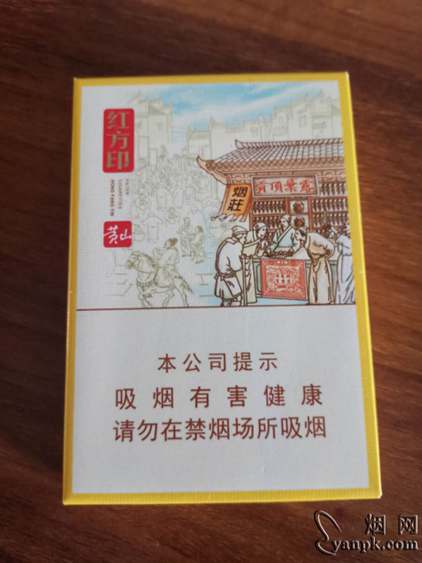 红方印
黄山
烟莊
本公司提示
吸烟有害健康
请勿在禁烟场所吸烟
烟网
yanpk.com